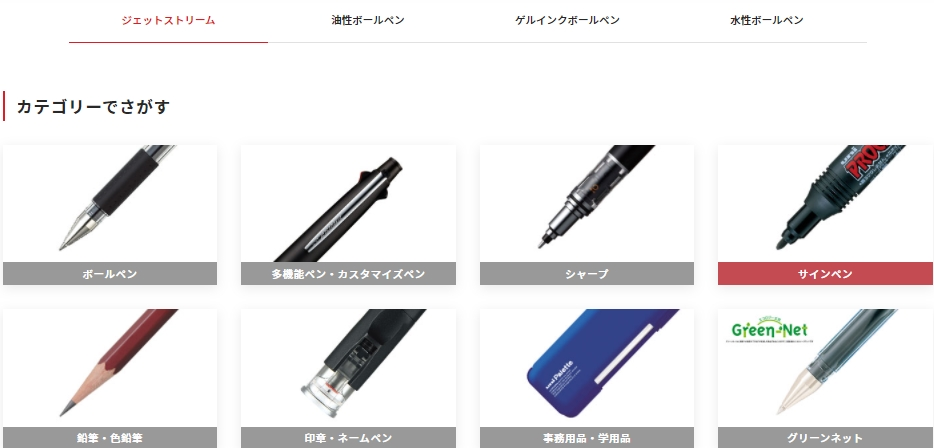 ジェットストリーム
油性ボールペン
ゲルインクボールペン
水性ボールペン
カテゴリーでさがす
uni PROC
ボールペン
多機能ペン・カスタマイズペン
シャープ
サインペン
Green-Net
uni Palette
鉛筆・色鉛筆
印章・ネームペン
事務用品・学用品
グリーンネット